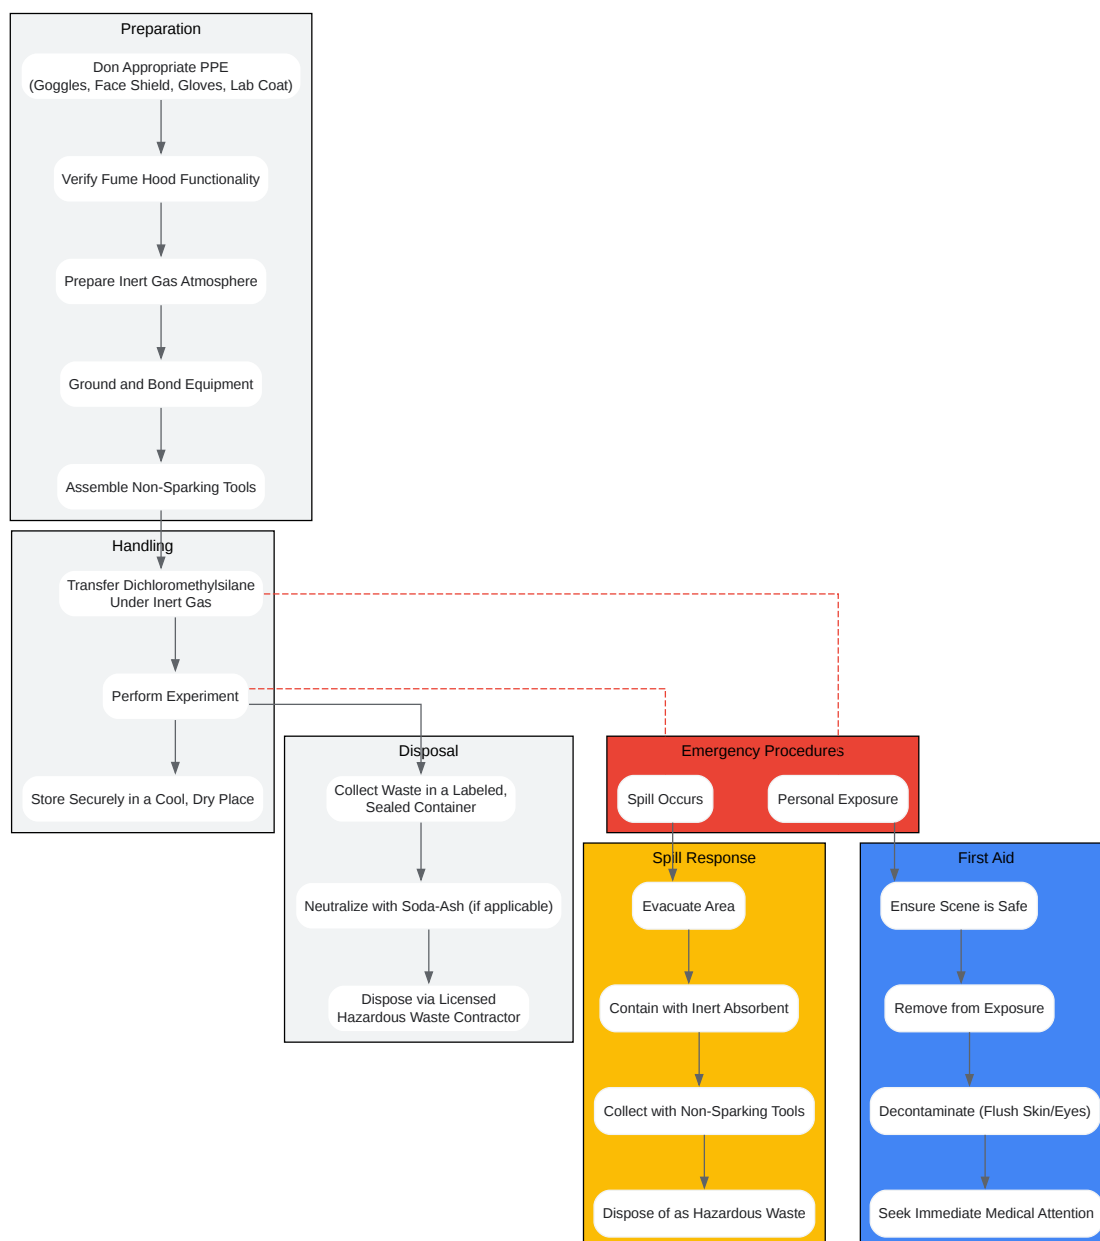 Preparation
Don Appropriate PPE
(Goggles, Face Shield, Gloves, Lab Coat)
Verify Fume Hood Functionality
Prepare Inert Gas Atmosphere
Ground and Bond Equipment
Assemble Non-Sparking Tools
Handling
Transfer Dichloromethylsilane
Under Inert Gas
Perform Experiment
Store Securely in a Cool, Dry Place
Disposal
Collect Waste in a Labeled,
Sealed Container
Neutralize with Soda-Ash (if applicable)
Dispose via Licensed
Hazardous Waste Contractor
Emergency Procedures
Spill Occurs
Personal Exposure
Spill Response
Evacuate Area
Contain with Inert Absorbent
Collect with Non-Sparking Tools
Dispose of as Hazardous Waste
First Aid
Ensure Scene is Safe
Remove from Exposure
Decontaminate (Flush Skin/Eyes)
Seek Immediate Medical Attention